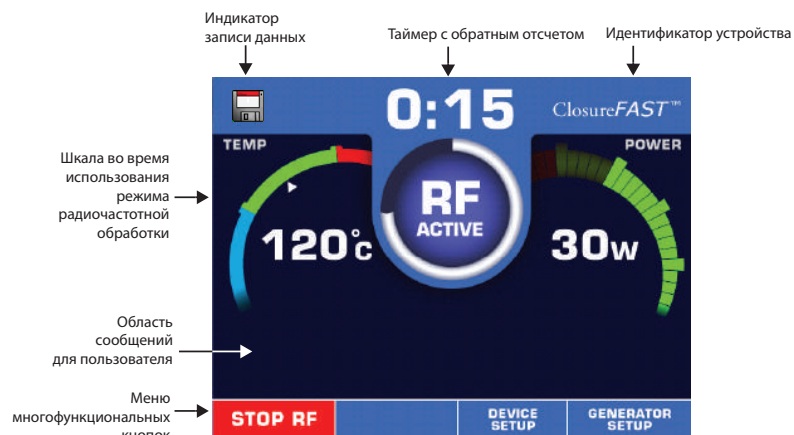 Индикатор
записи данных
Таймер с обратным отсчетом
Идентификатор устройства
0:15
ClosureFAST™
TEMP
POWER
Шкала во время
использования
режима
радиочастотной
обработки
RF
ACTIVE
120°c
30w
Область
сообщений
для пользователя
Меню
многофункциональных
кнопок
STOP RF
DEVICE
SETUP
GENERATOR
SETUP